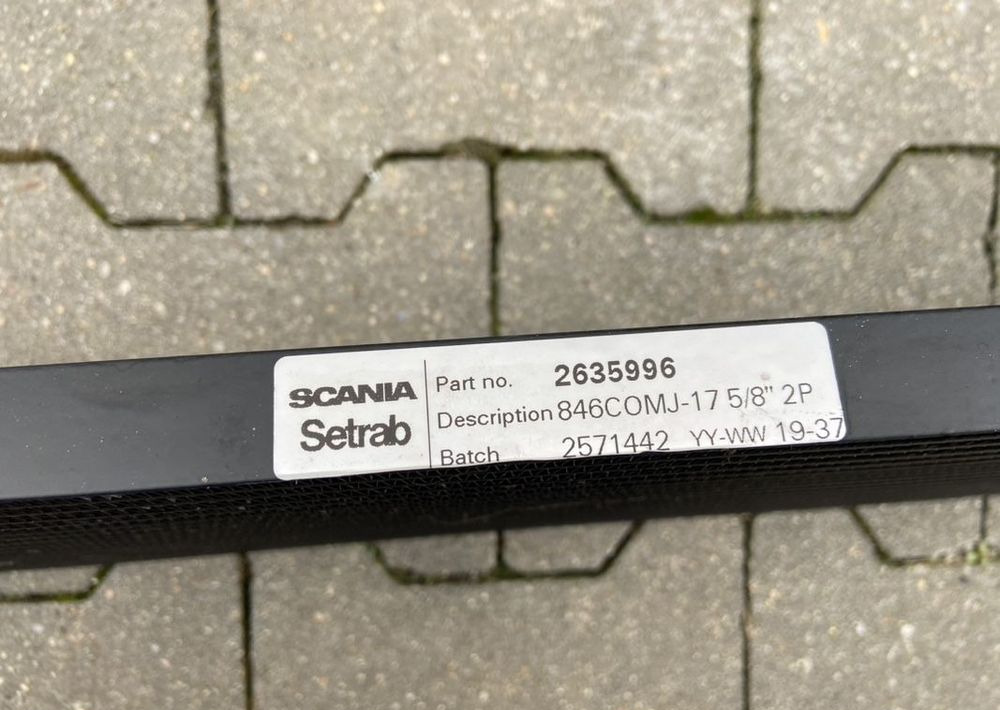 SCANIA
Setrab
Part no. 2635996
Description 846COMJ-17 5/8" 2P
Batch 2571442 YY-WW 19-37